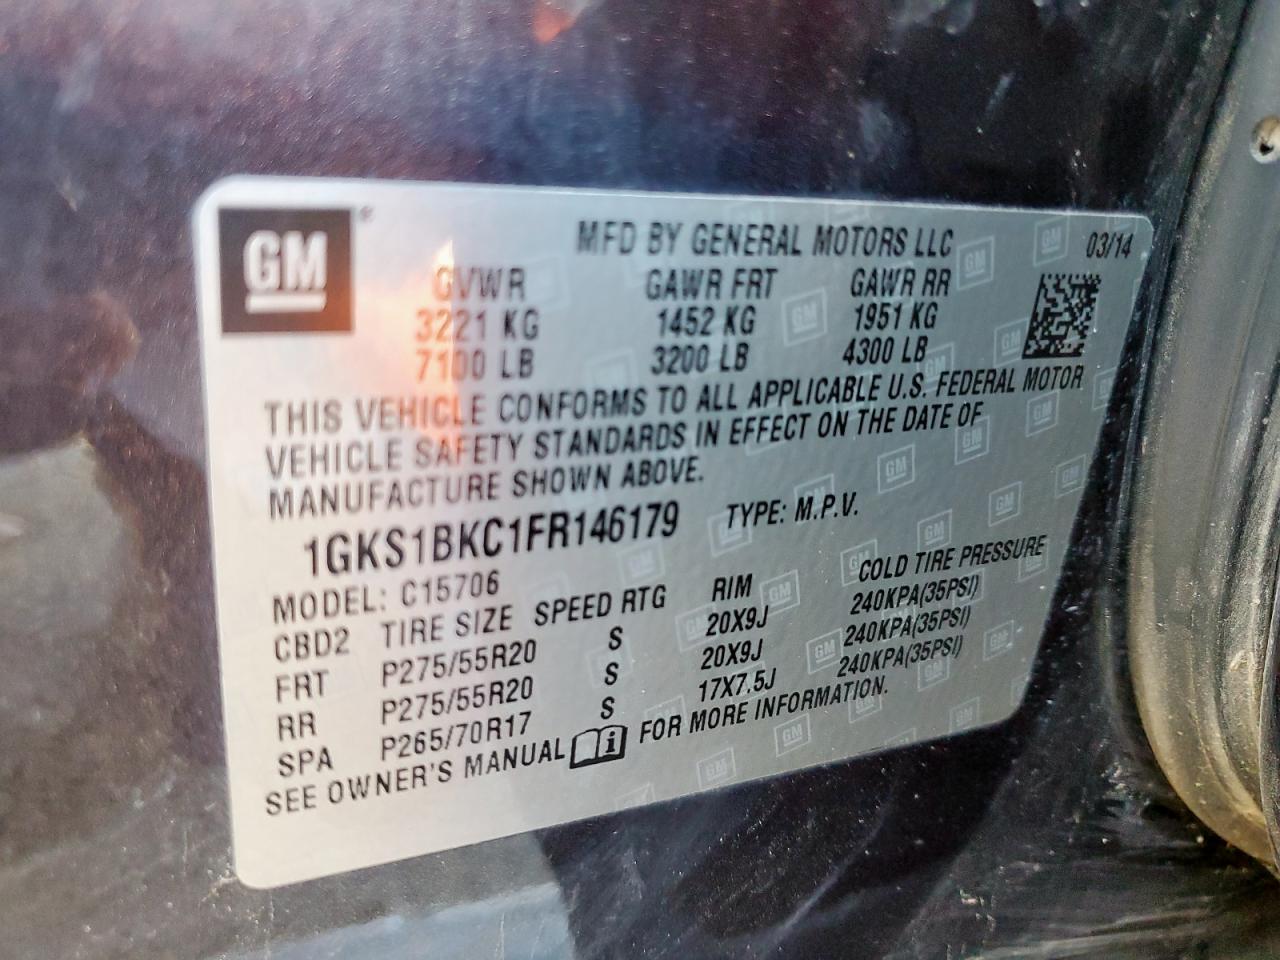 GM ®
MFD BY GENERAL MOTORS LLC 03/14
GVWR GAWR FRT GAWR RR
3221 KG 1452 KG 1951 KG
7100 LB 3200 LB 4300 LB
THIS VEHICLE CONFORMS TO ALL APPLICABLE U.S. FEDERAL MOTOR
VEHICLE SAFETY STANDARDS IN EFFECT ON THE DATE OF
MANUFACTURE SHOWN ABOVE.
1GKS1BKC1FR146179 TYPE: M.P.V.
MODEL: C15706
CBD2 TIRE SIZE SPEED RTG RIM COLD TIRE PRESSURE
FRT P275/55R20 S 20X9J 240KPA(35PSI)
RR P275/55R20 S 20X9J 240KPA(35PSI)
SPA P265/70R17 S 17X7.5J 240KPA(35PSI)
SEE OWNER'S MANUAL FOR MORE INFORMATION.